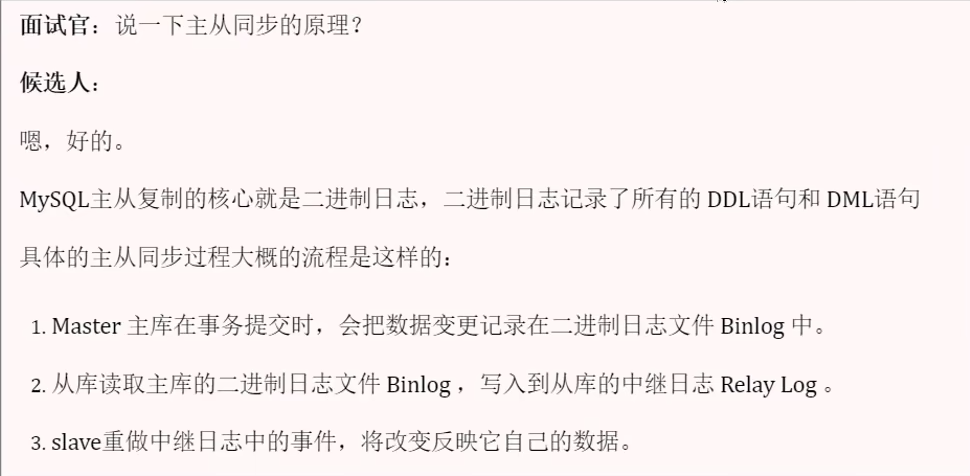 面试官：说一下主从同步的原理？
候选人：
嗯，好的。
MySQL主从复制的核心就是二进制日志，二进制日志记录了所有的 DDL语句和 DML语句
具体的主从同步过程大概的流程是这样的：
1. Master 主库在事务提交时，会把数据变更记录在二进制日志文件 Binlog 中。
2. 从库读取主库的二进制日志文件 Binlog ，写入到从库的中继日志 Relay Log 。
3. slave重做中继日志中的事件，将改变反映它自己的数据。